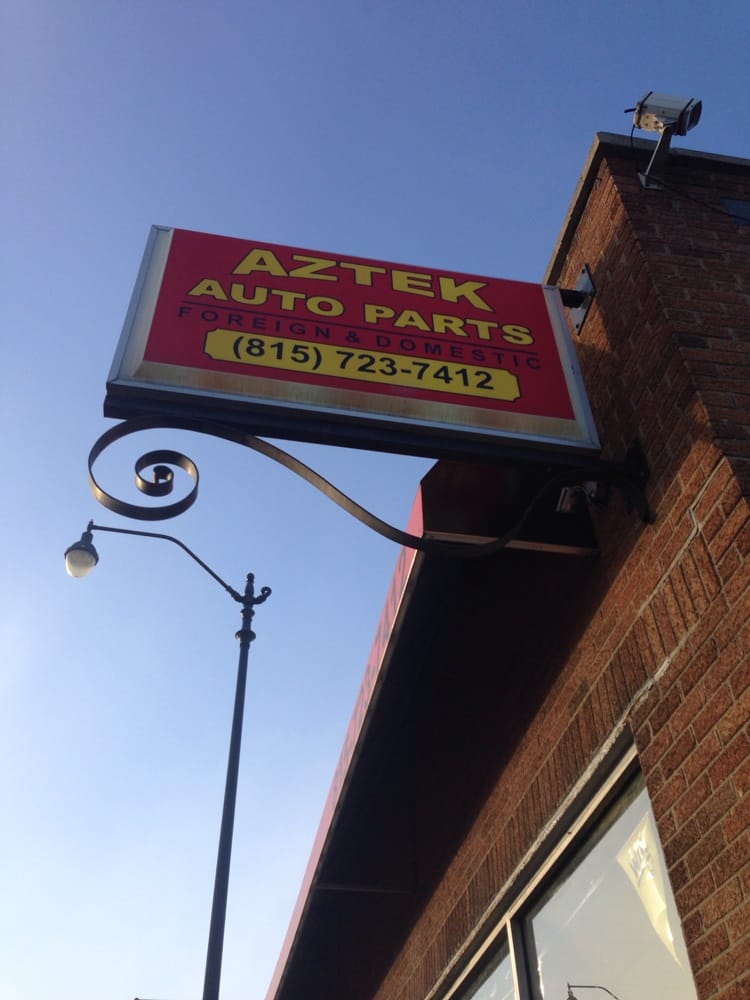 AZTEK
AUTO PARTS
FOREIGN & DOMESTIC
(815) 723-7412